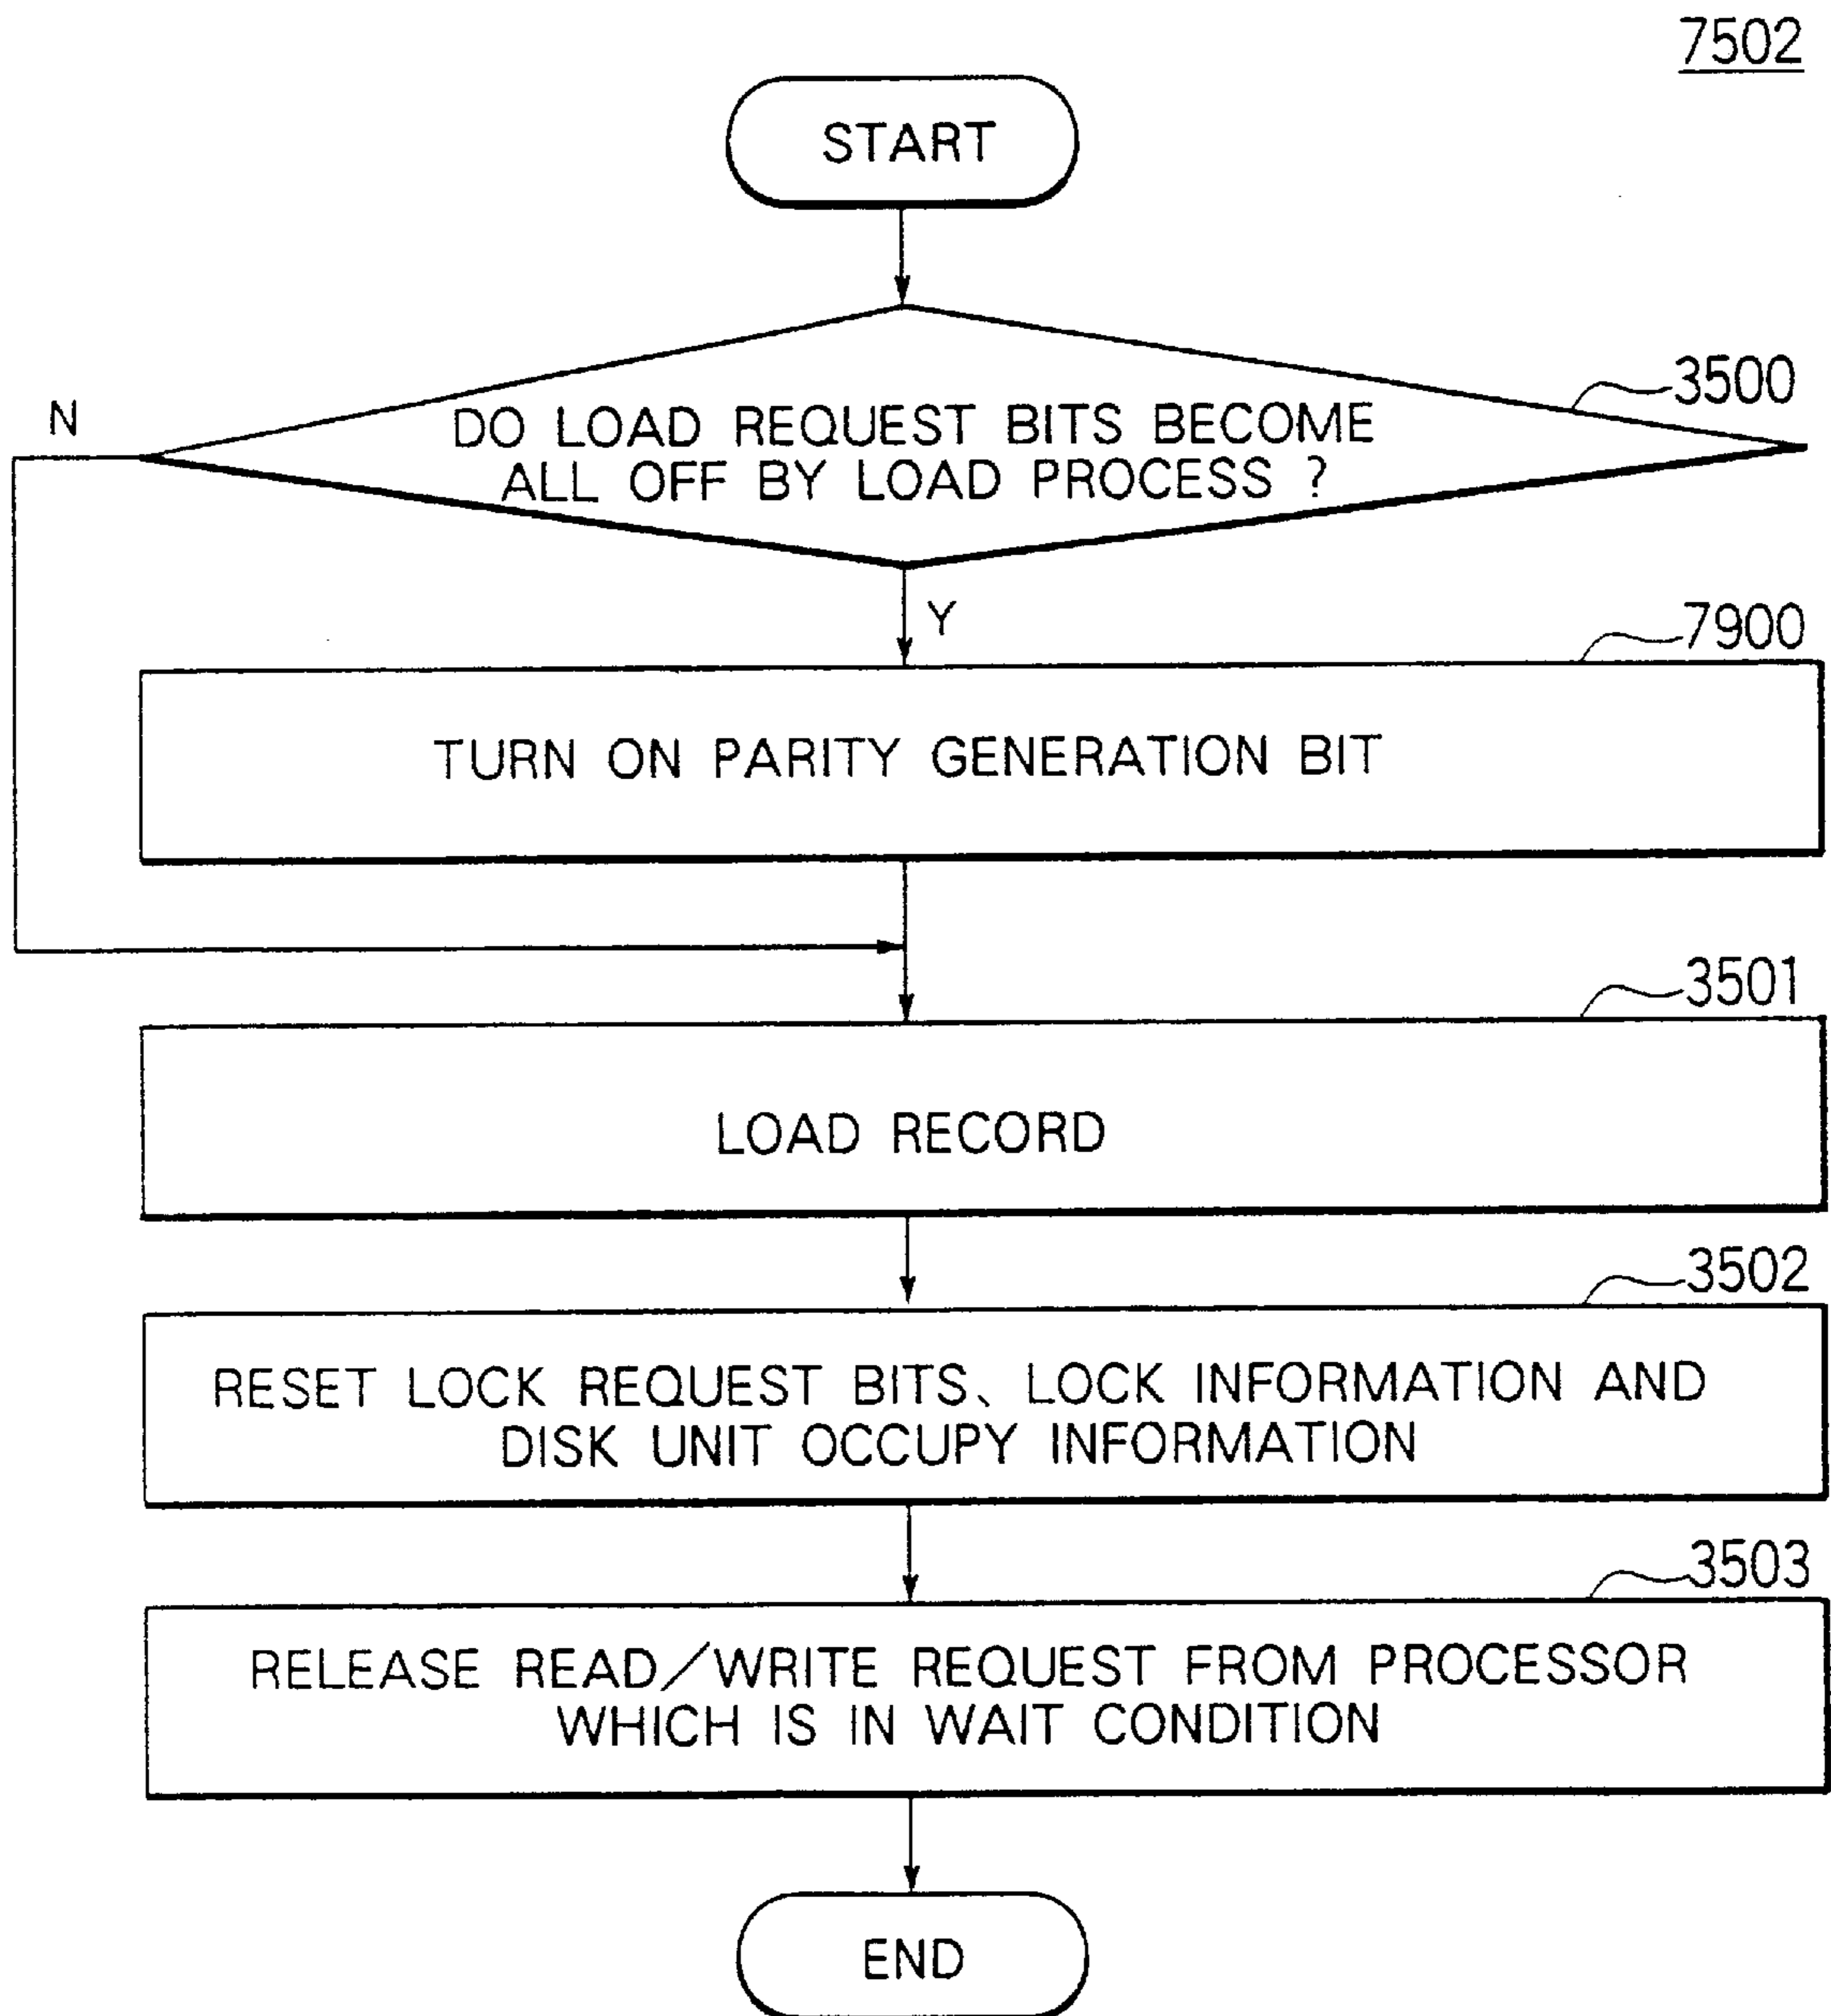 7502
START
3500
N
DO LOAD REQUEST BITS BECOME
ALL OFF BY LOAD PROCESS ?
Y
7900
TURN ON PARITY GENERATION BIT
3501
LOAD RECORD
3502
RESET LOCK REQUEST BITS、LOCK INFORMATION AND
DISK UNIT OCCUPY INFORMATION
3503
RELEASE READ/WRITE REQUEST FROM PROCESSOR
WHICH IS IN WAIT CONDITION
END